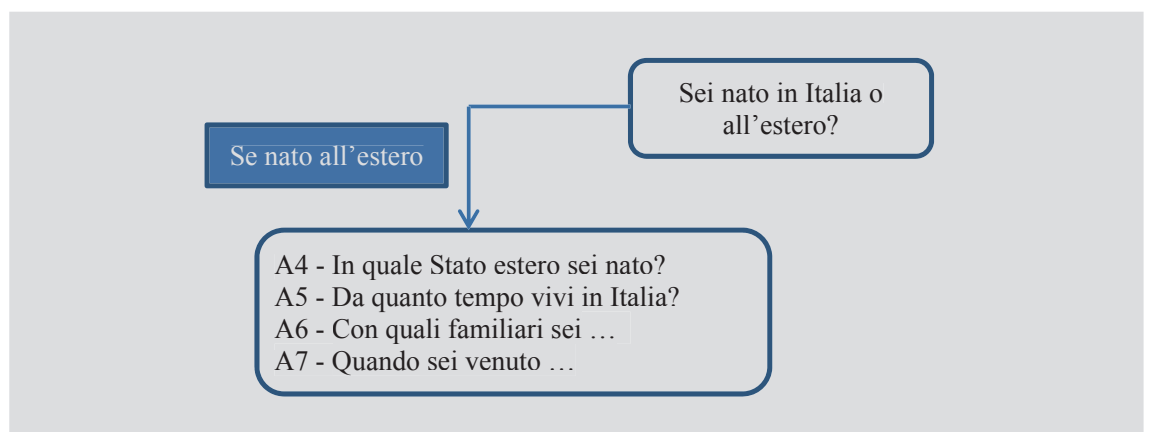 Sei nato in Italia o
all’estero?
Se nato all’estero
A4 - In quale Stato estero sei nato?
A5 - Da quanto tempo vivi in Italia?
A6 - Con quali familiari sei …
A7 - Quando sei venuto …